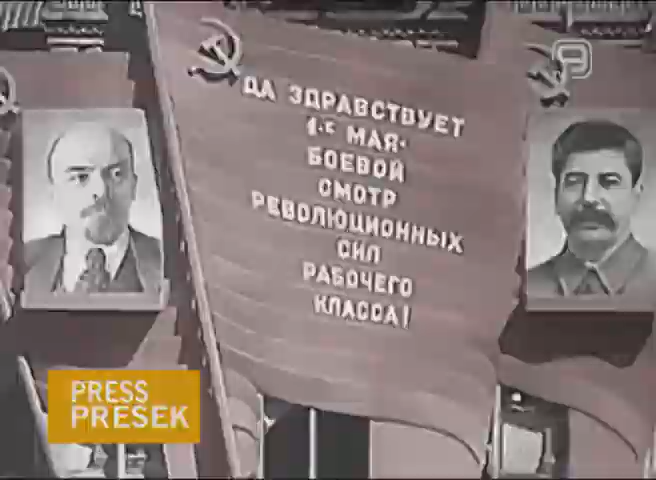 ДА ЗДРАВСТВУЕТ
1-Е МАЯ-
БОЕВОЙ
СМОТР
РЕВОЛЮЦИОННЫХ
СИЛ
РАБОЧЕГО
КЛАССА!
PRESS
PRESEK